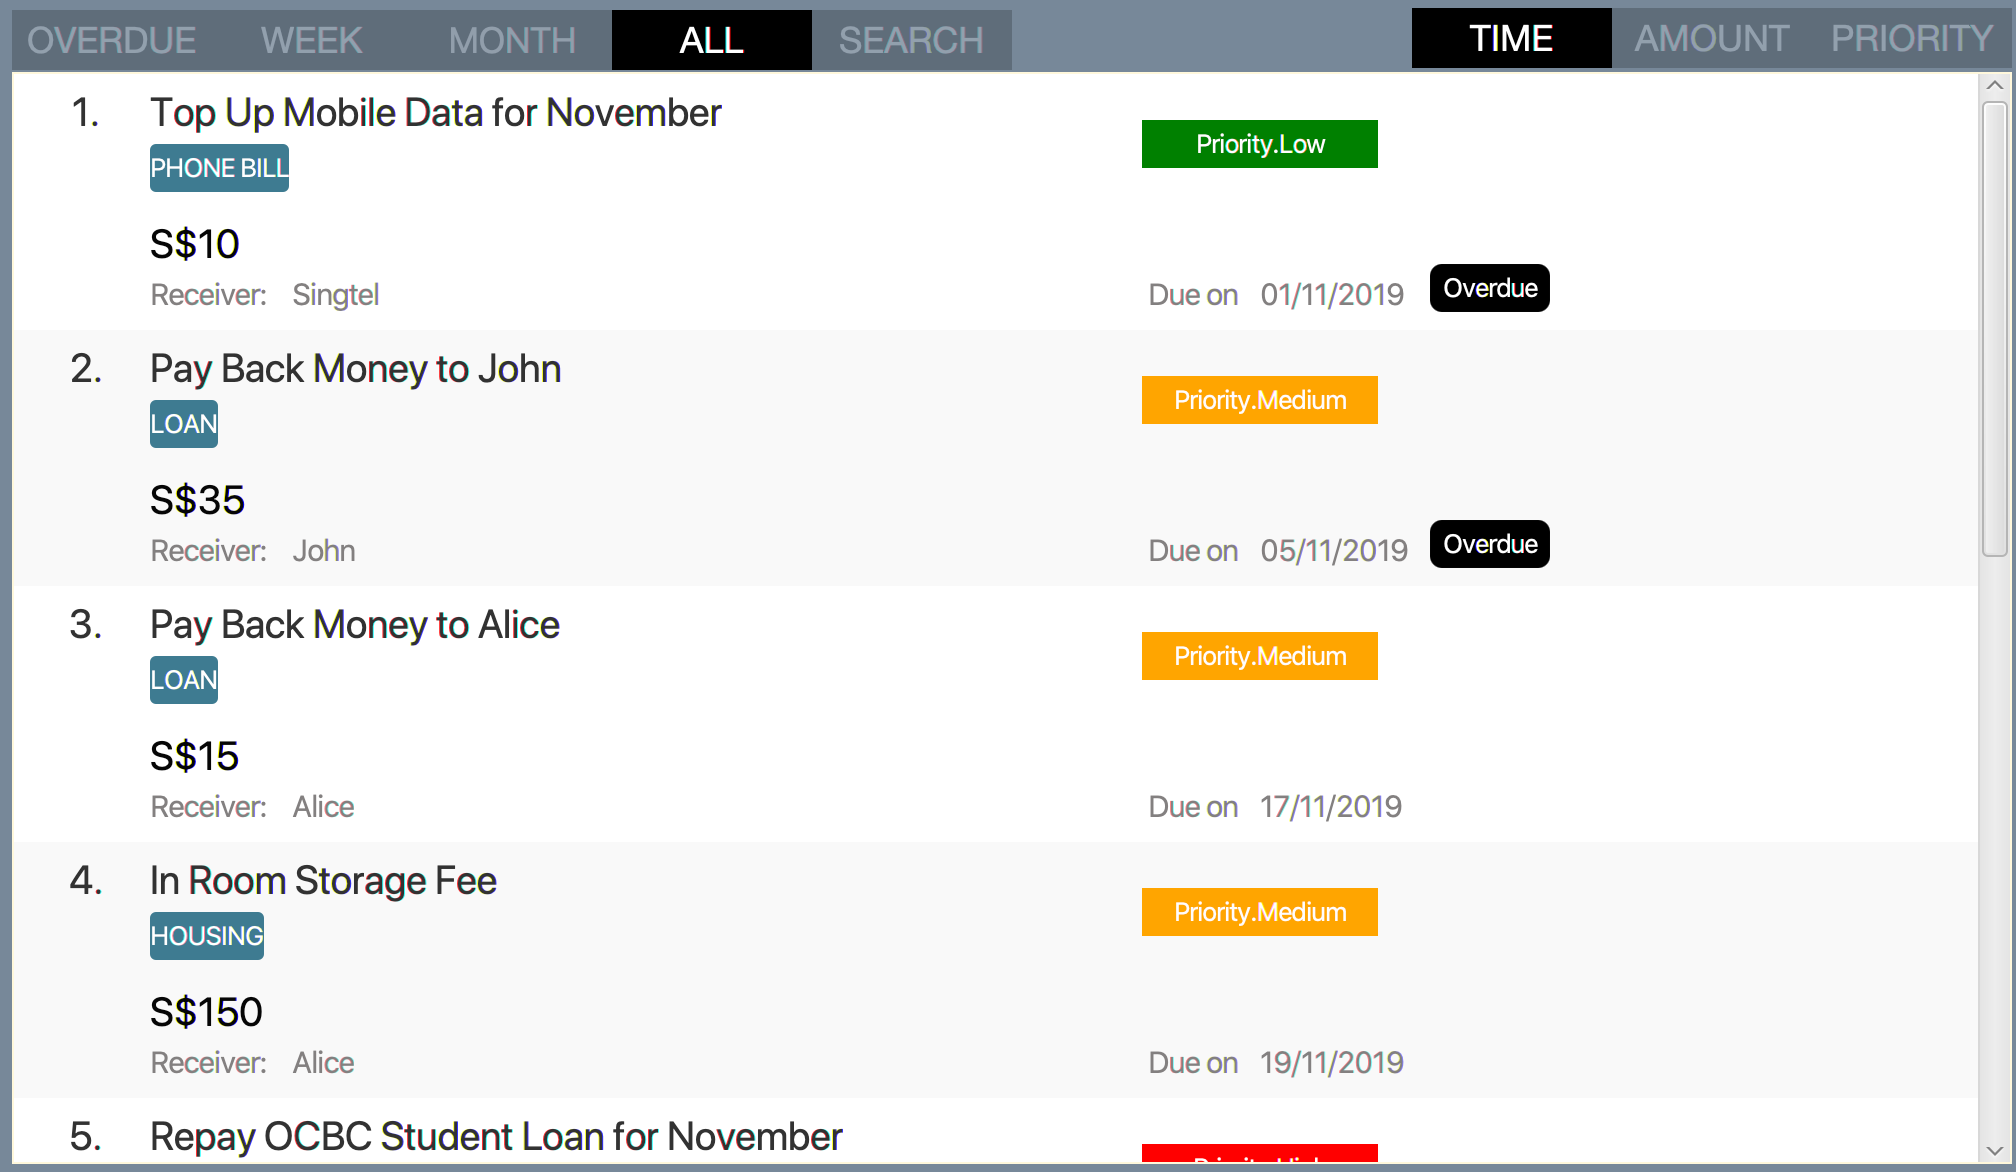 OVERDUE WEEK MONTH ALL SEARCH TIME AMOUNT PRIORITY
1. Top Up Mobile Data for November
PHONE BILL
Priority.Low
S$10
Receiver: Singtel
Due on 01/11/2019 Overdue
2. Pay Back Money to John
LOAN
Priority.Medium
S$35
Receiver: John
Due on 05/11/2019 Overdue
3. Pay Back Money to Alice
LOAN
Priority.Medium
S$15
Receiver: Alice
Due on 17/11/2019
4. In Room Storage Fee
HOUSING
Priority.Medium
S$150
Receiver: Alice
Due on 19/11/2019
5. Repay OCBC Student Loan for November